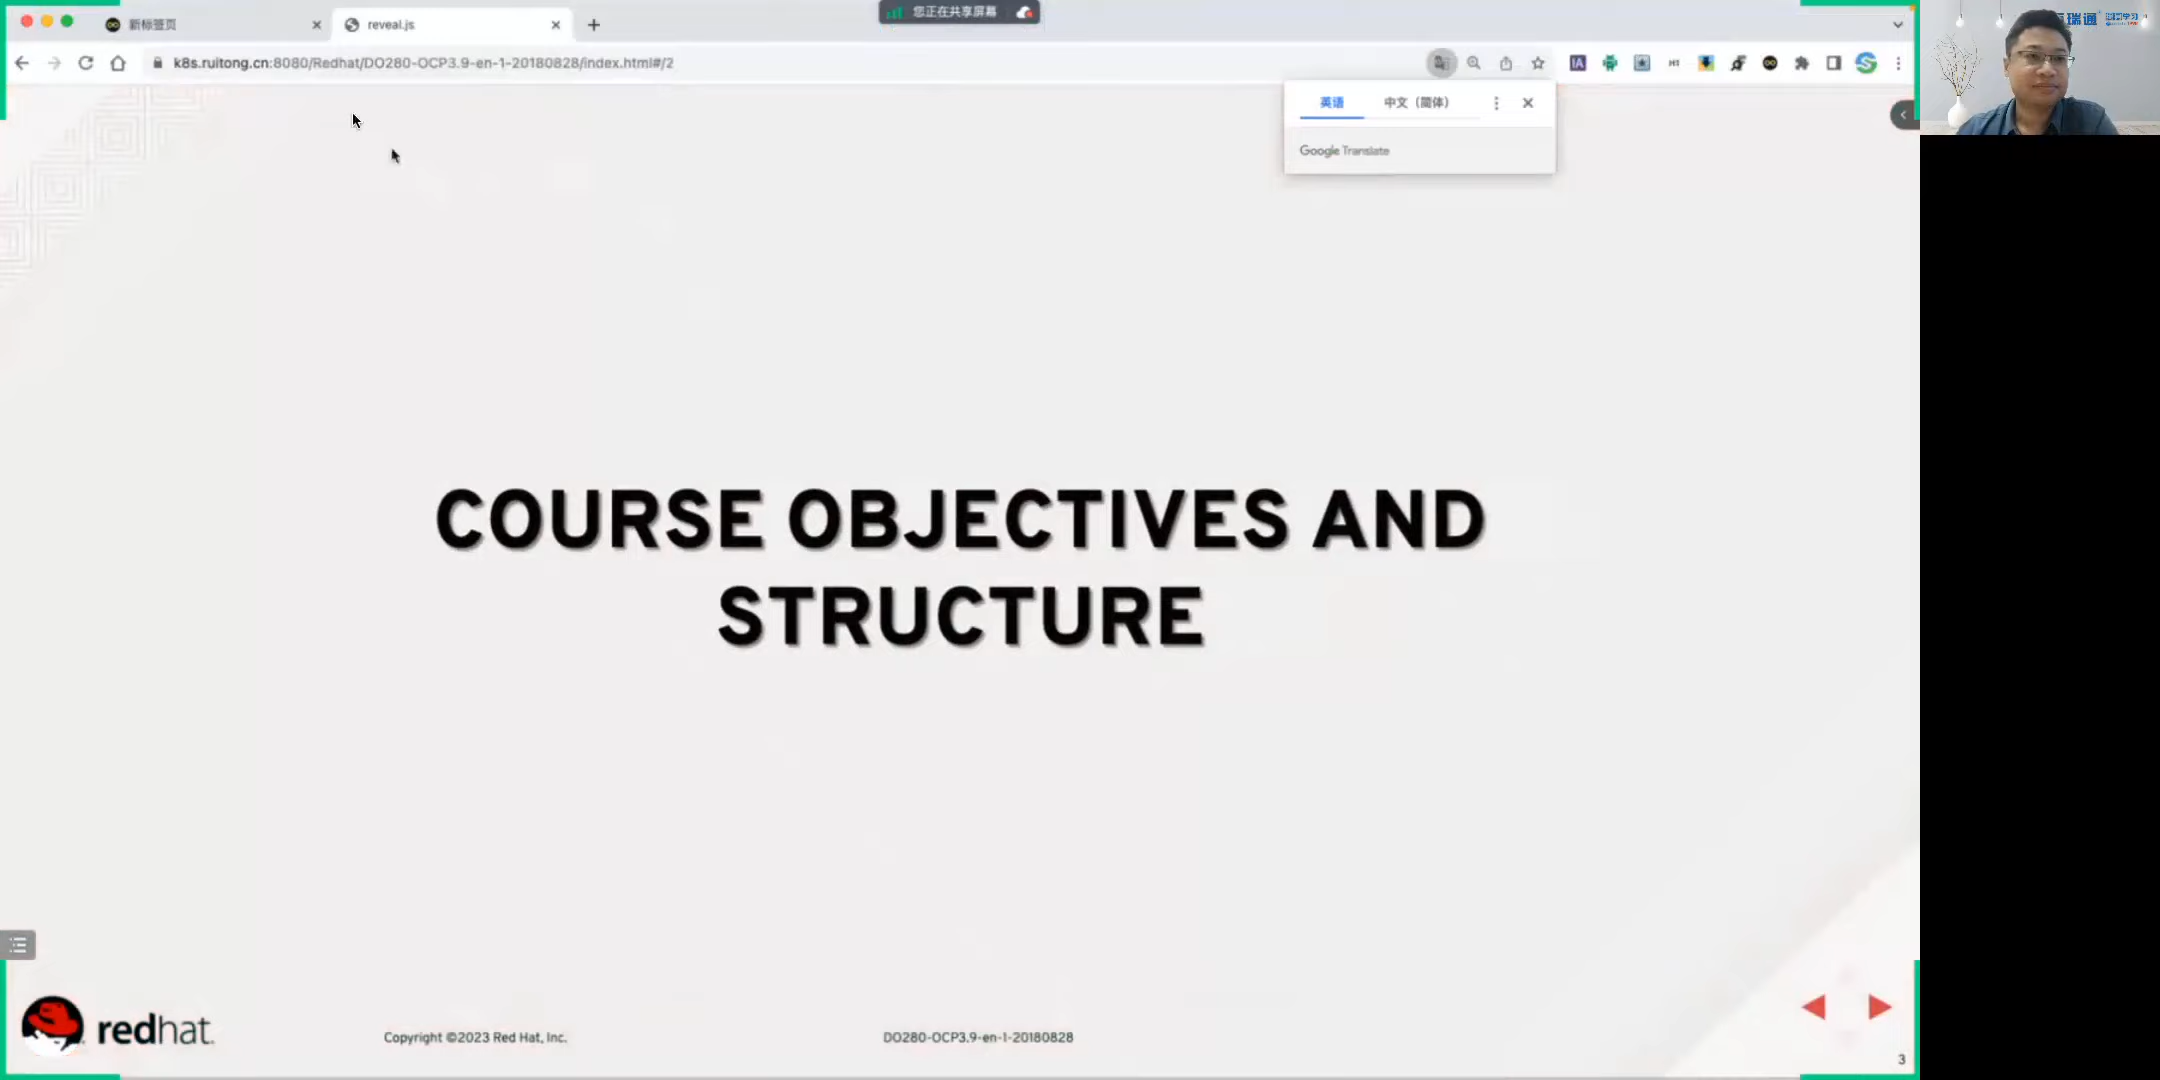 新标签页
reveal.js
您正在共享屏幕
k8s.ruitong.cn:8080/Redhat/DO280-OCP3.9-en-1-20180828/index.html#/2
英语
中文（简体）
Google Translate
瑞通
COURSE OBJECTIVES AND
STRUCTURE
redhat.
Copyright ©2023 Red Hat, Inc.
DO280-OCP3.9-en-1-20180828
3